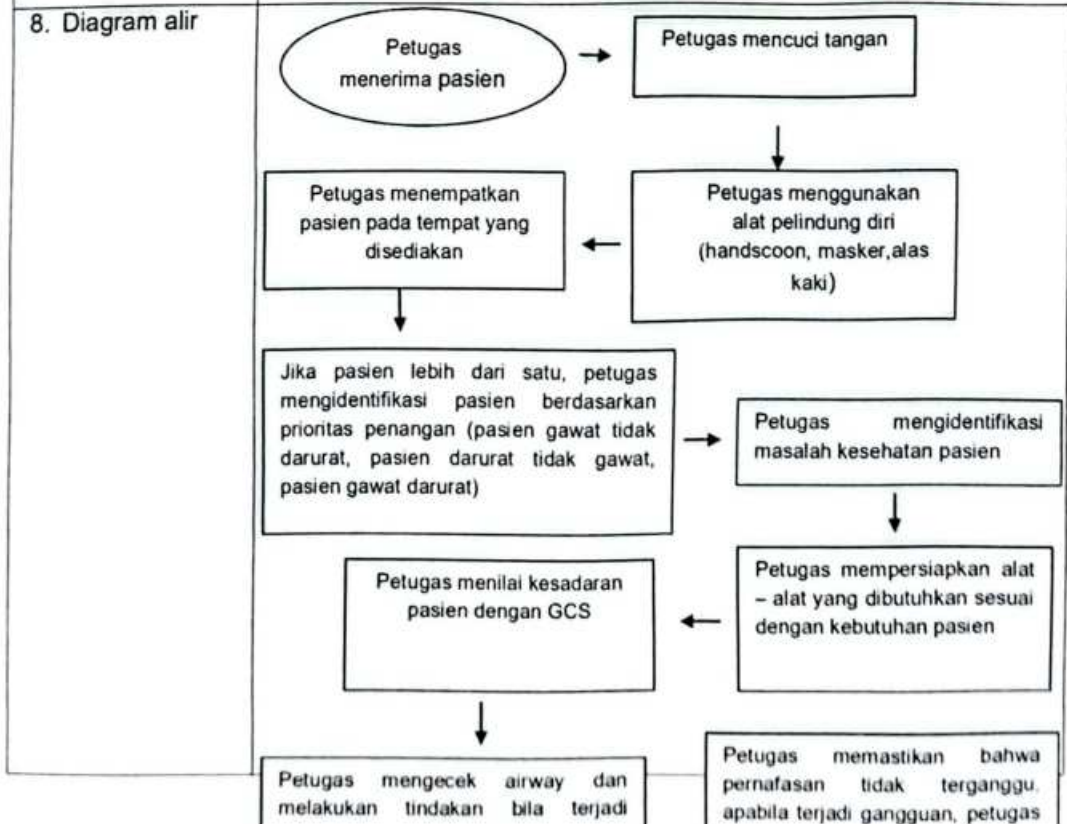 8. Diagram alir
Petugas
menerima pasien
Petugas mencuci tangan
Petugas menggunakan
alat pelindung diri
(handscoon, masker,alas
kaki)
Petugas menempatkan
pasien pada tempat yang
disediakan
Jika pasien lebih dari satu, petugas
mengidentifikasi pasien berdasarkan
prioritas penangan (pasien gawat tidak
darurat, pasien darurat tidak gawat,
pasien gawat darurat)
Petugas mengidentifikasi
masalah kesehatan pasien
Petugas mempersiapkan alat
– alat yang dibutuhkan sesuai
dengan kebutuhan pasien
Petugas menilai kesadaran
pasien dengan GCS
Petugas mengecek airway dan
melakukan tindakan bila terjadi
Petugas memastikan bahwa
pernafasan tidak terganggu,
apabila terjadi gangguan, petugas